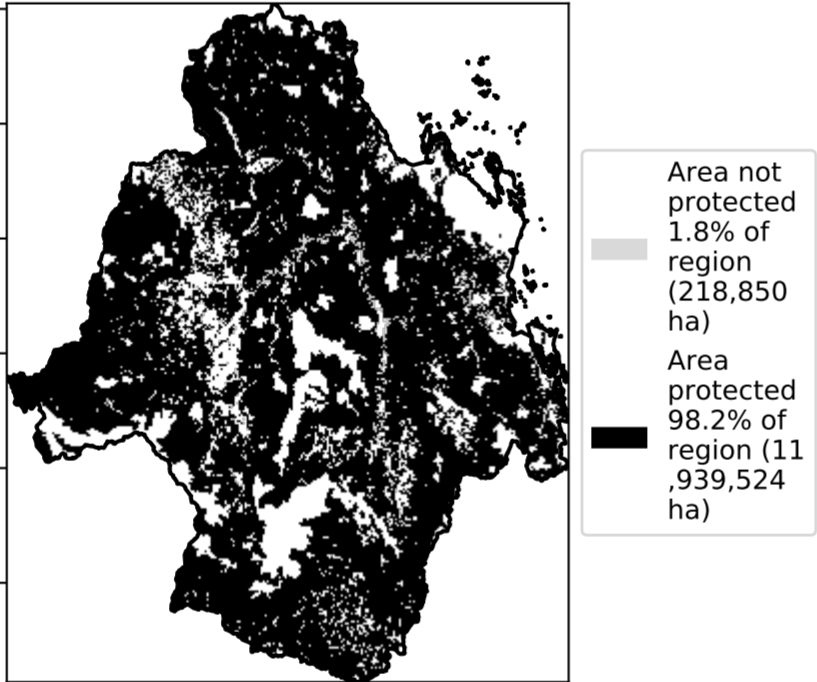 Area not
protected
1.8% of
region
(218,850
ha)
Area
protected
98.2% of
region (11
,939,524
ha)